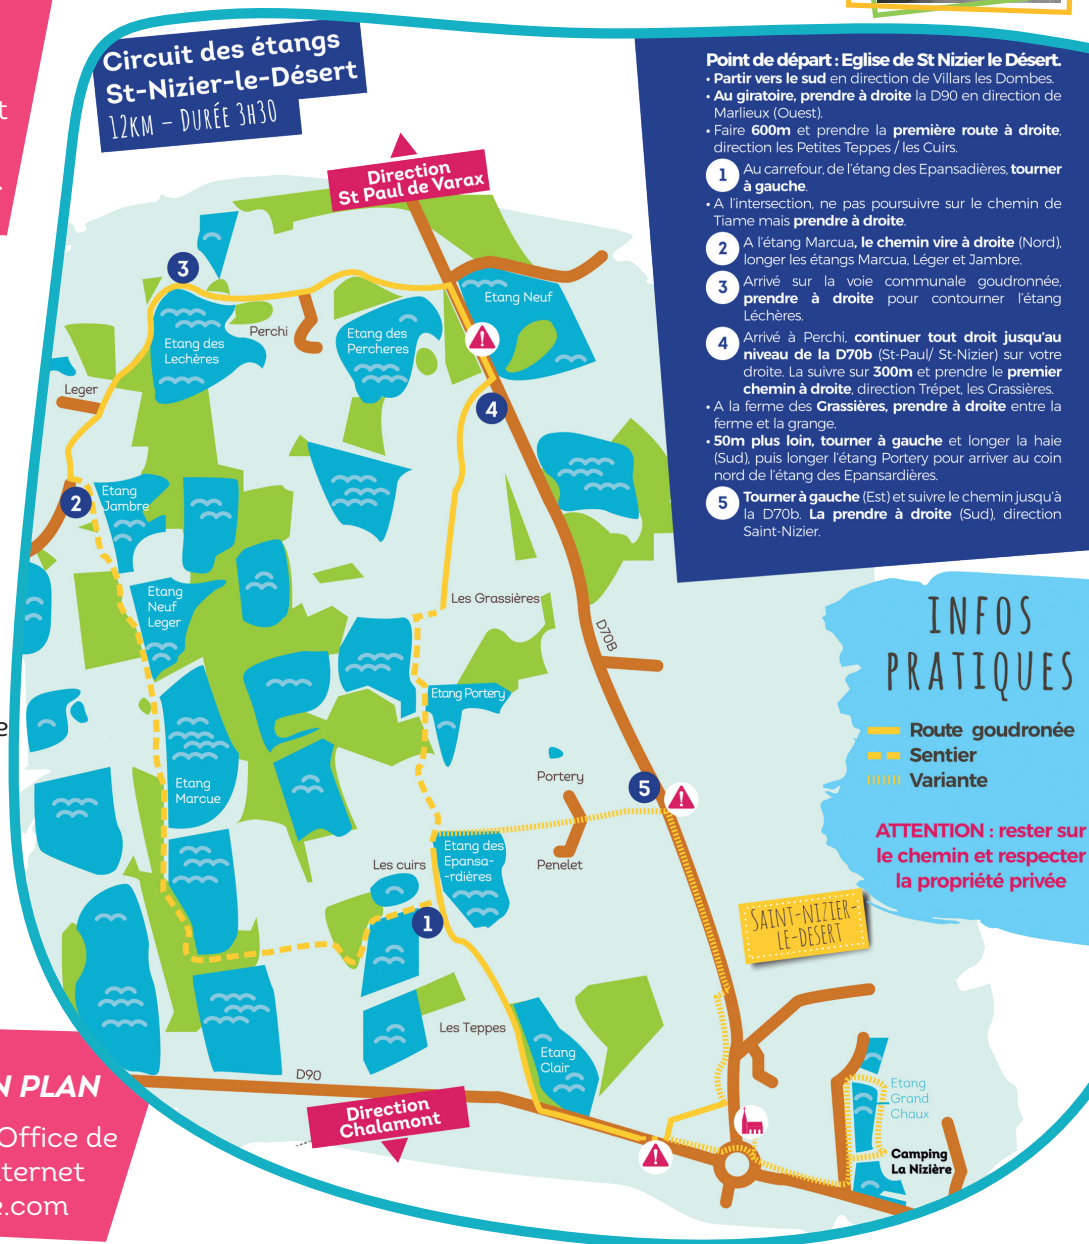 Circuit des étangs
St-Nizier-le-Désert
12KM – DURÉE 3H30
Point de départ : Eglise de St Nizier le Désert.
• Partir vers le sud en direction de Villars les Dombes.
• Au giratoire, prendre à droite la D90 en direction de
Marlieux (Ouest).
• Faire 600m et prendre la première route à droite,
direction les Petites Teppes / les Cuirs.
1 Au carrefour, de l'étang des Epansadières, tourner
à gauche.
• A l'intersection, ne pas poursuivre sur le chemin de
Tiame mais prendre à droite.
2 A l'étang Marcua, le chemin vire à droite (Nord),
longer les étangs Marcua, Léger et Jambre.
3 Arrivé sur la voie communale goudronnée,
prendre à droite pour contourner l'étang
Léchères.
4 Arrivé à Perchi, continuer tout droit jusqu'au
niveau de la D70b (St-Paul/ St-Nizier) sur votre
droite. La suivre sur 300m et prendre le premier
chemin à droite, direction Trépet, les Grassières.
• A la ferme des Grassières, prendre à droite entre la
ferme et la grange.
• 50m plus loin, tourner à gauche et longer la haie
(Sud), puis longer l'étang Portery pour arriver au coin
nord de l'étang des Epansardières.
5 Tourner à gauche (Est) et suivre le chemin jusqu'à
la D70b. La prendre à droite (Sud), direction
Saint-Nizier.
Direction
St Paul de Varax
3
Etang Neuf
Perchi
Etang des
Lechères
Etang des
Percheres
Leger
4
2
Etang
Jambre
Etang
Neuf
Leger
Les Grassières
D70B
Etang Portery
Etang
Marcue
Portery
5
Penelet
Les cuirs
Etang des
Epansa-
-rdières
1
SAINT-NIZIER-
LE-DESERT
Les Teppes
Etang
Clair
D90
Direction
Chalamont
Etang
Grand
Chaux
Camping
La Nizière
INFOS
PRATIQUES
Route goudronée
Sentier
Variante
ATTENTION : rester sur
le chemin et respecter
la propriété privée
t
.
e
N PLAN
Office de
ternet
e.com